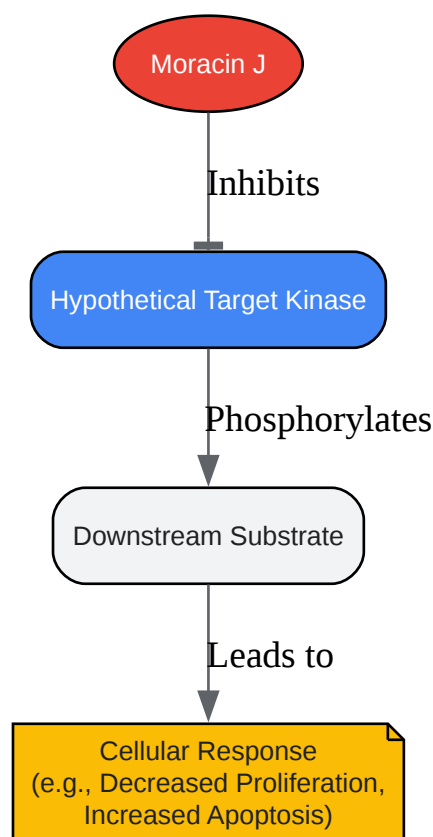 Moracin J
Inhibits
Hypothetical Target Kinase
Phosphorylates
Downstream Substrate
Leads to
Cellular Response
(e.g., Decreased Proliferation,
Increased Apoptosis)